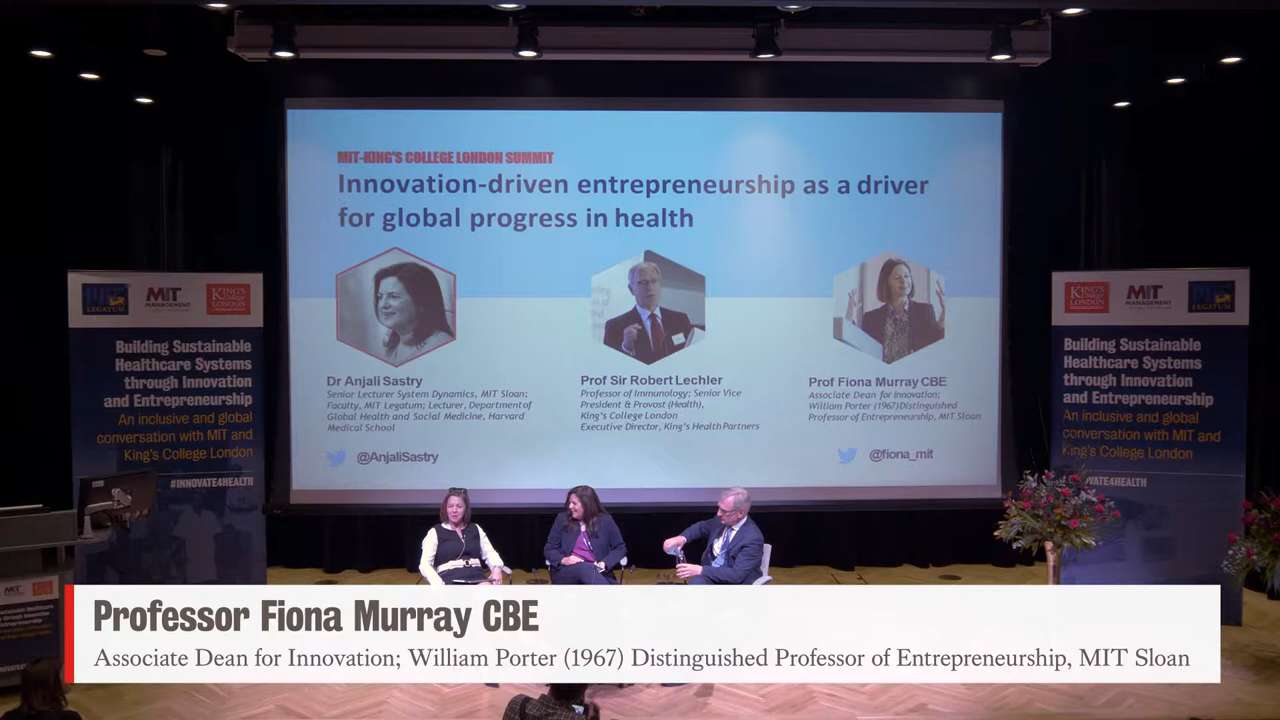 MIT-KING'S COLLEGE LONDON SUMMIT
Innovation-driven entrepreneurship as a driver
for global progress in health
Dr Anjali Sastry
Senior Lecturer System Dynamics, MIT Sloan;
Faculty, MIT Legatum; Lecturer, Departmentof
Global Health and Social Medicine, Harvard
Medical School
@AnjaliSastry
Prof Sir Robert Lechler
Professor of Immunology; Senior Vice
President & Provost (Health),
King's College London
Executive Director, King's Health Partners
Prof Fiona Murray CBE
Associate Dean for Innovation;
William Porter (1967)Distinguished
Professor of Entrepreneurship, MIT Sloan
@fiona_mit
MIT
LEGATUM
MIT
MANAGEMENT
KING'S
College
LONDON
Building Sustainable
Healthcare Systems
through Innovation
and Entrepreneurship
An inclusive and global
conversation with MIT and
King's College London
#INNOVATE4HEALTH
KING'S
College
LONDON
MIT
MANAGEMENT
MIT
LEGATUM
Building Sustainable
Healthcare Systems
through Innovation
and Entrepreneurship
An inclusive and global
conversation with MIT and
King's College London
VATE4HEALTH
Professor Fiona Murray CBE
Associate Dean for Innovation; William Porter (1967) Distinguished Professor of Entrepreneurship, MIT Sloan